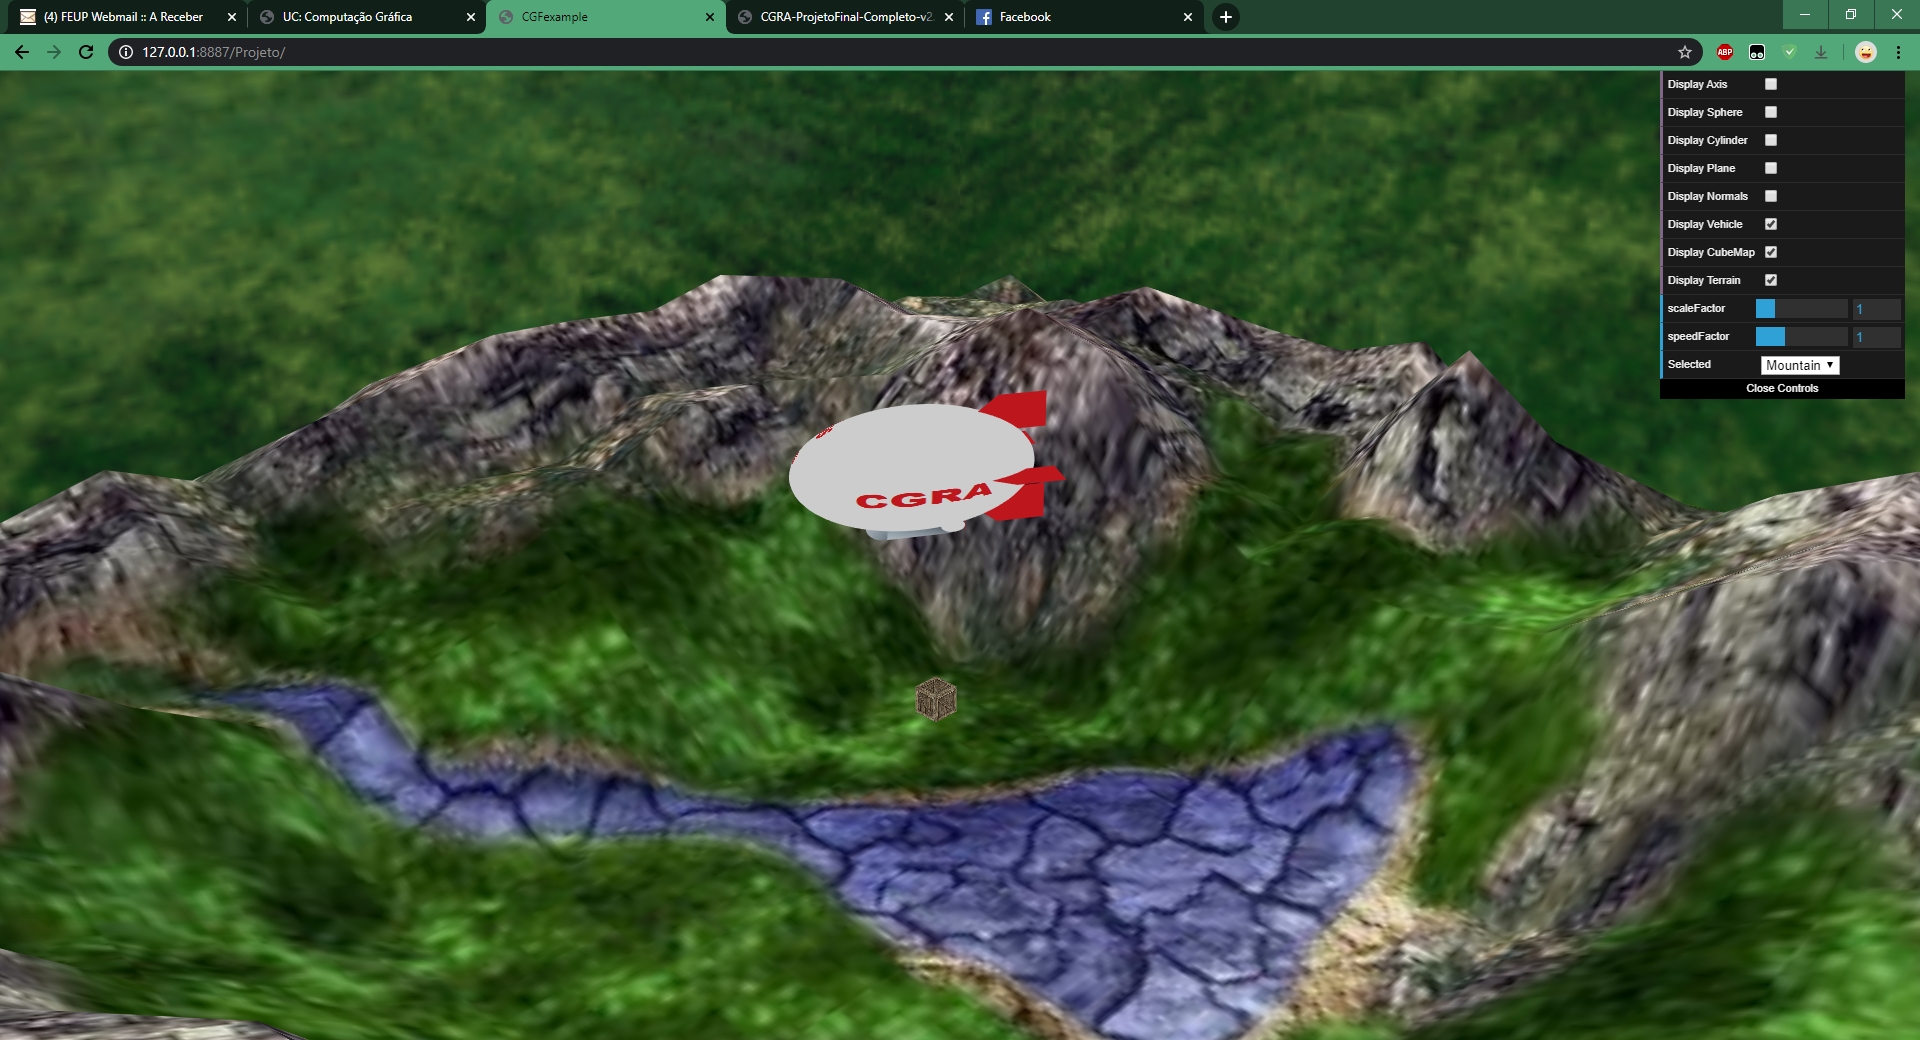 (4) FEUP Webmail :: A Receber
UC: Computação Gráfica
CGFexample
CGRA-ProjetoFinal-Completo-v2.
Facebook
127.0.0.1:8887/Projeto/
ABP
Display Axis
Display Sphere
Display Cylinder
Display Plane
Display Normals
Display Vehicle
Display CubeMap
Display Terrain
scaleFactor 1
speedFactor 1
Selected Mountain
Close Controls
CGRA